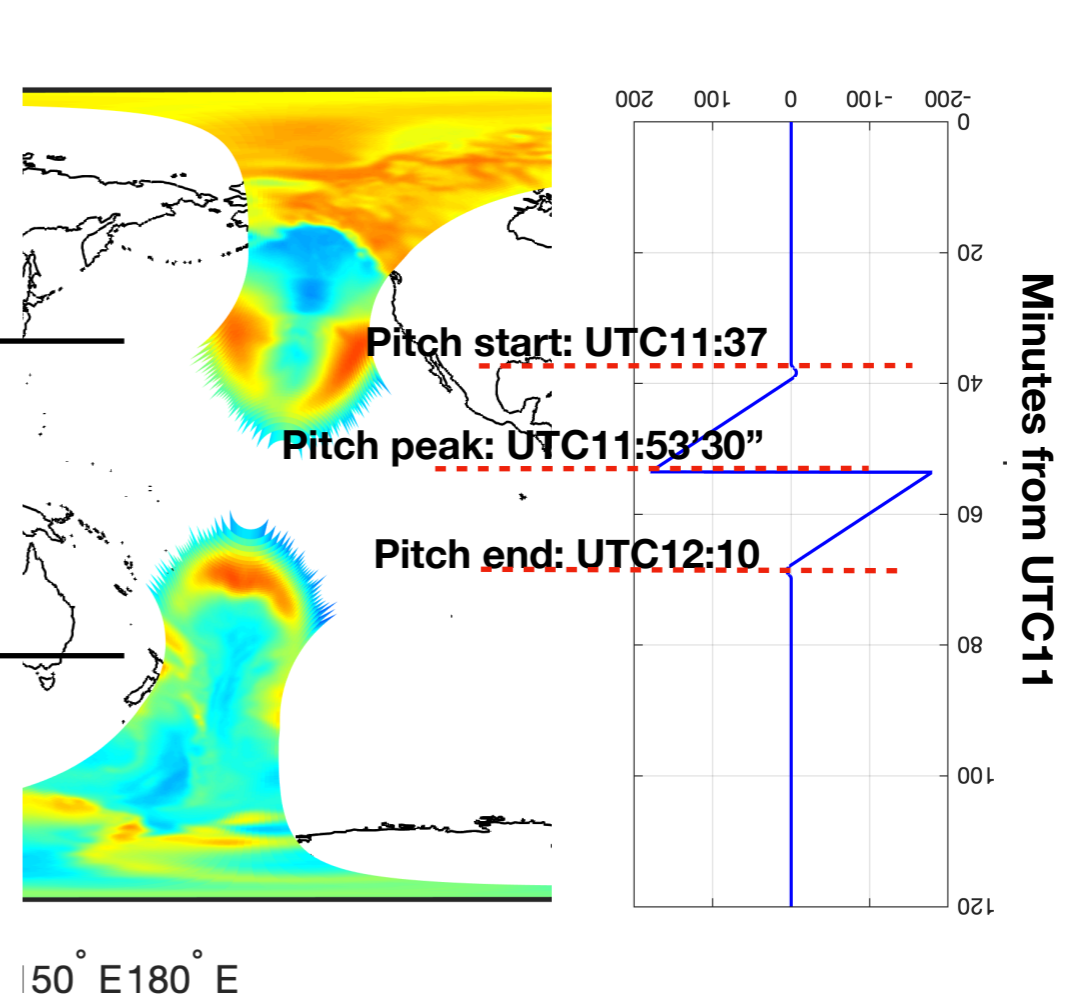 200 100 0 -100 -200
0
20
Pitch start: UTC11:37
40
Pitch peak: UTC11:53’30”
60
Pitch end: UTC12:10
80
100
120
Minutes from UTC11
50° E 180° E